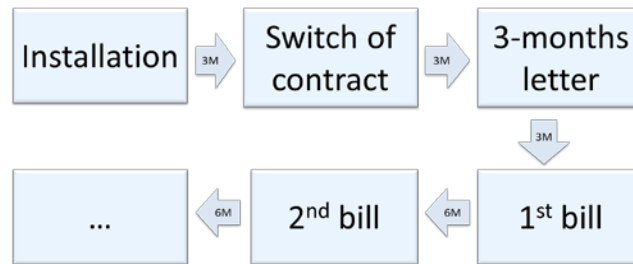 Installation
3M
Switch of
contract
3M
3-months
letter
3M
1st bill
6M
2nd bill
6M
...